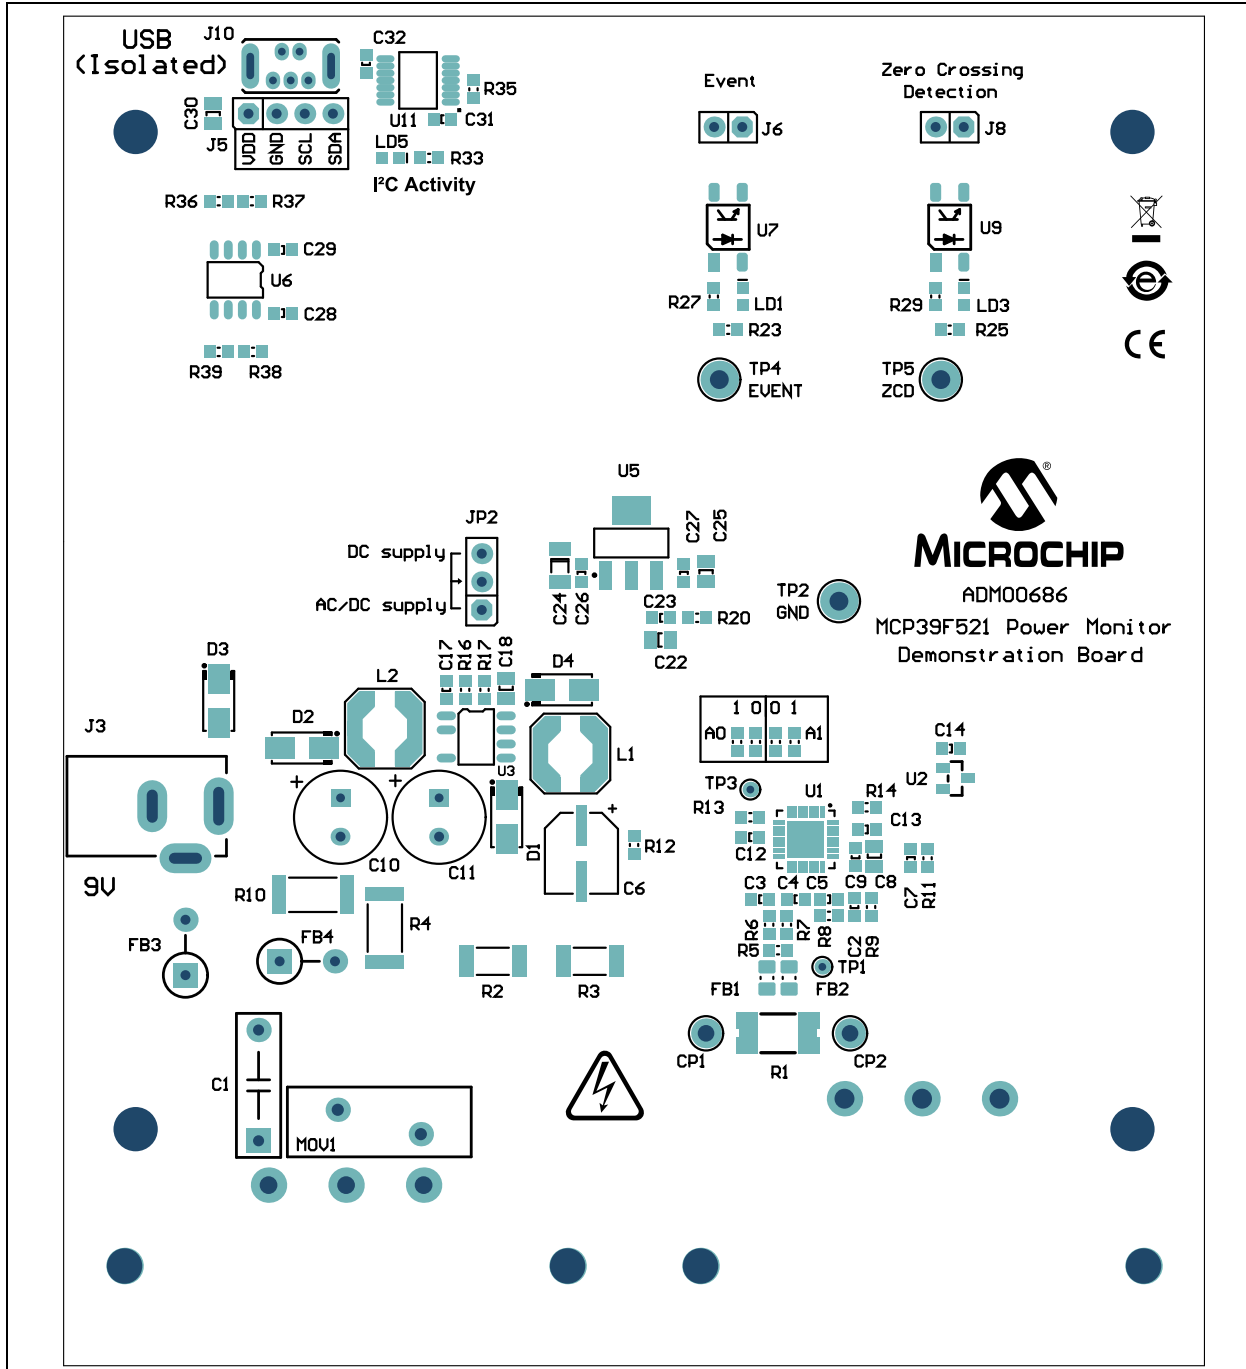 USB
(Isolated)
J10
C32
R35
U11
C31
C30
J5
VDD
GND
SCL
SDA
LD5
R33
I²C Activity
R36
R37
C29
U6
C28
R39
R38
Event
J6
Zero Crossing
Detection
J8
U7
U9
R27
LD1
R23
R29
LD3
R25
TP4
EVENT
TP5
ZCD
e
CE
U5
JP2
DC supply
AC/DC supply
C24
C26
C27
C25
C23
R20
C22
TP2
GND
®
MICROCHIP
ADM00686
MCP39F521 Power Monitor
Demonstration Board
D3
L2
C17
R16
R17
C18
D4
J3
D2
U3
L1
+
+
+
1 0 0 1
A0
A1
C14
U2
TP3
U1
R14
R13
C13
C12
C10
C11
D1
R12
C6
9V
R10
R4
C3
C4
C5
C9
C8
C7
R11
R6
R7
R8
C2
R9
R5
TP1
FB3
FB4
R2
R3
FB1
FB2
CP1
R1
CP2
C1
MOV1